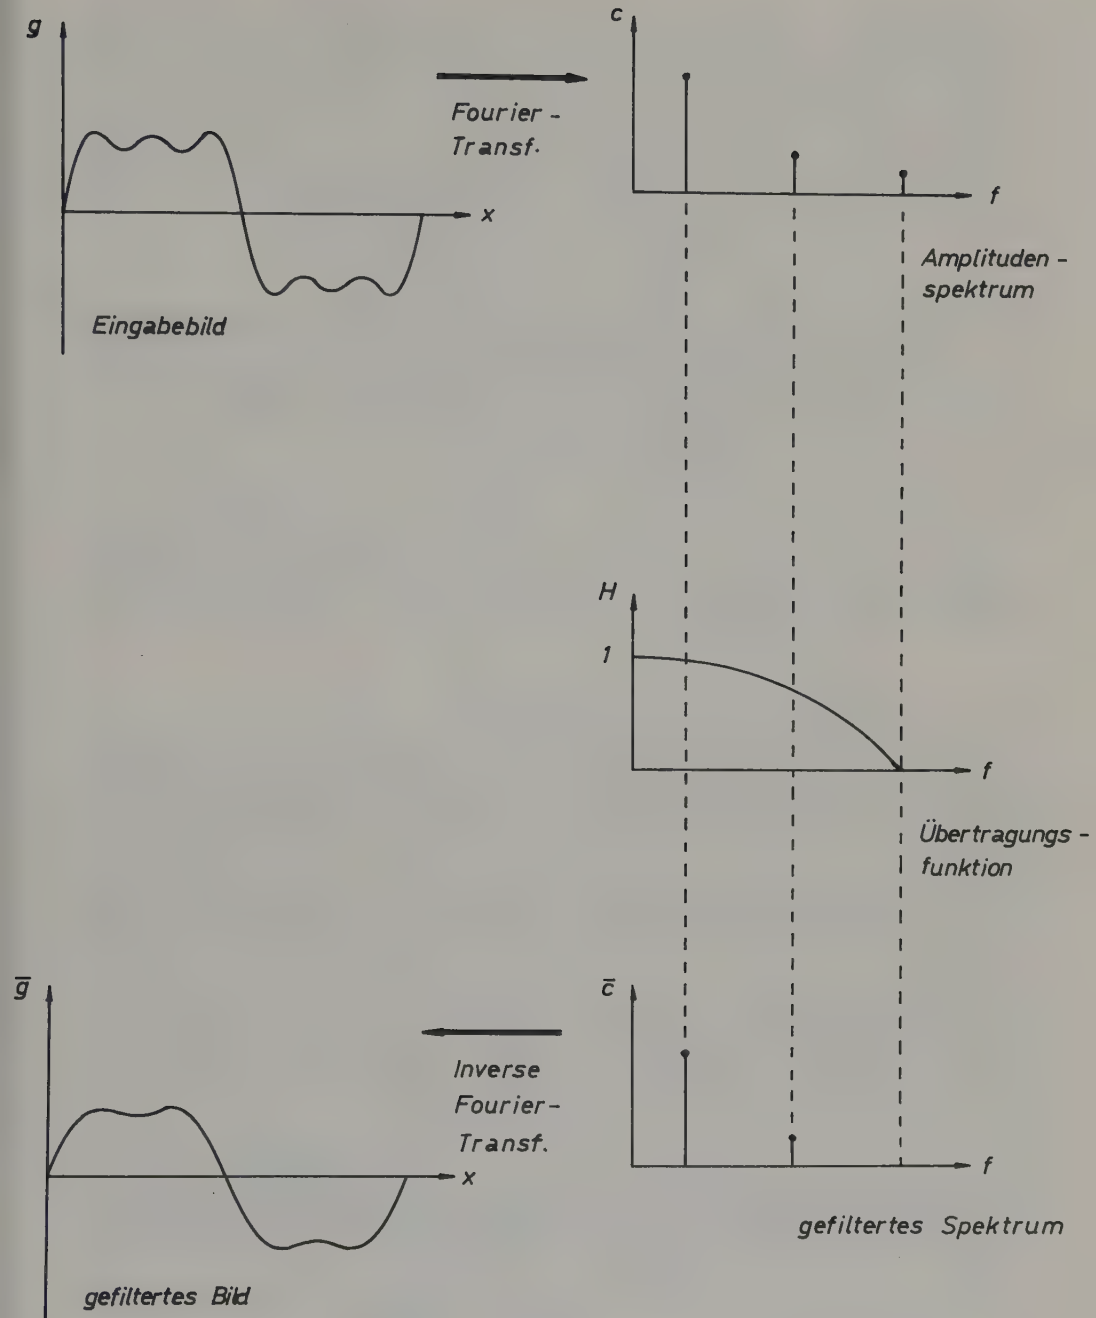 g
x
Eingabebild
Fourier -
Transf.
c
f
Amplituden -
spektrum
H
1
f
Übertragungs -
funktion
c̄
f
gefiltertes Spektrum
Inverse
Fourier-
Transf.
ḡ
x
gefiltertes Bild